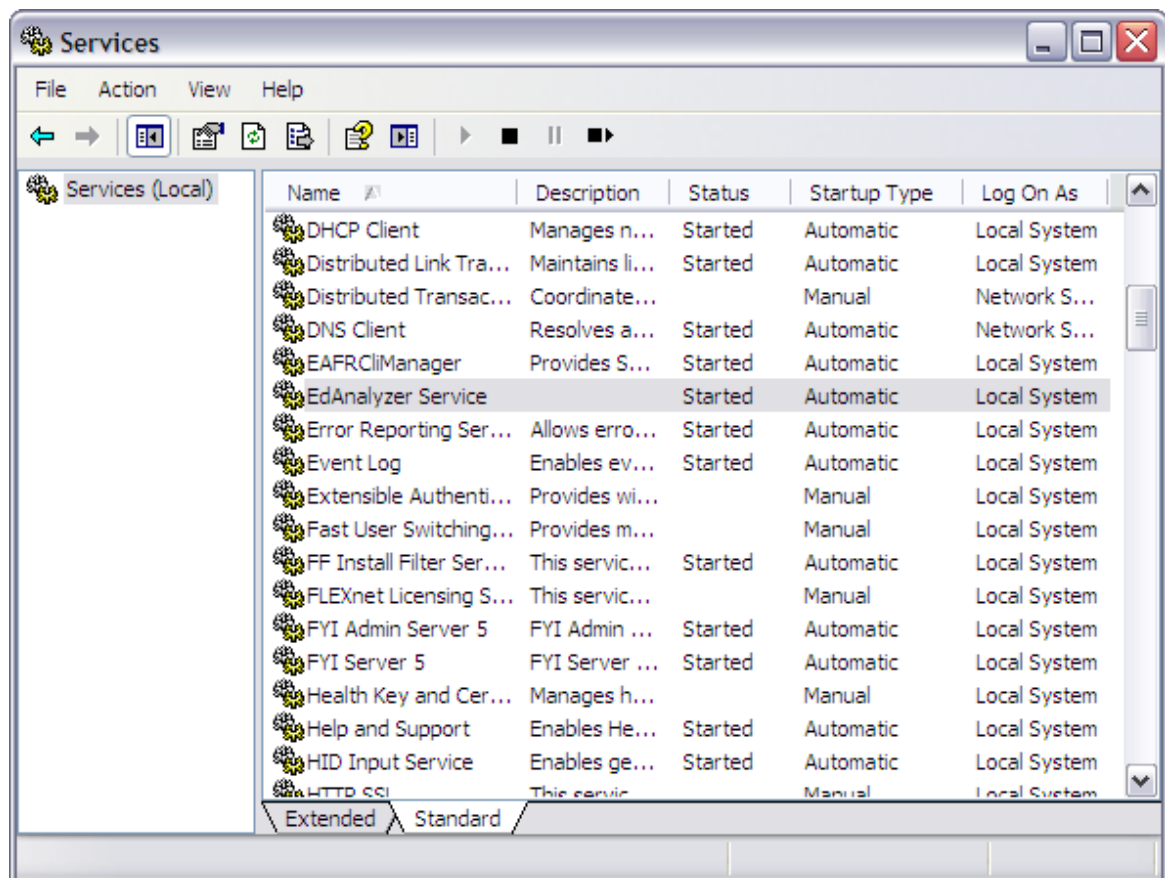 Services
File Action View Help
Services (Local)
Name Description Status Startup Type Log On As
DHCP Client Manages n... Started Automatic Local System
Distributed Link Tra... Maintains li... Started Automatic Local System
Distributed Transac... Coordinate... Manual Network S...
DNS Client Resolves a... Started Automatic Network S...
EAFRCliManager Provides S... Started Automatic Local System
EdAnalyzer Service Started Automatic Local System
Error Reporting Ser... Allows erro... Started Automatic Local System
Event Log Enables ev... Started Automatic Local System
Extensible Authenti... Provides wi... Manual Local System
Fast User Switching... Provides m... Manual Local System
FF Install Filter Ser... This servic... Started Automatic Local System
FLEXnet Licensing S... This servic... Manual Local System
FYI Admin Server 5 FYI Admin ... Started Automatic Local System
FYI Server 5 FYI Server ... Started Automatic Local System
Health Key and Cer... Manages h... Manual Local System
Help and Support Enables He... Started Automatic Local System
HID Input Service Enables ge... Started Automatic Local System
HTTP SSL This servic... Manual Local System
Extended Standard